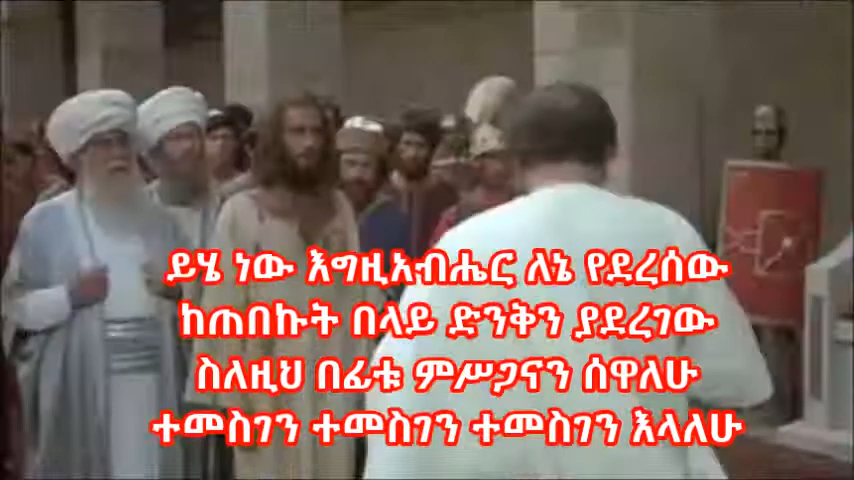 ይሄ ነው እግዚአብሔር ለኔ የደረሰው
ከጠበኩት በላይ ድንቅን ያደረገው
ስለዚህ በፊቱ ምሥጋናን ሰዋለሁ
ተመስገን ተመስገን ተመስገን እላለሁ